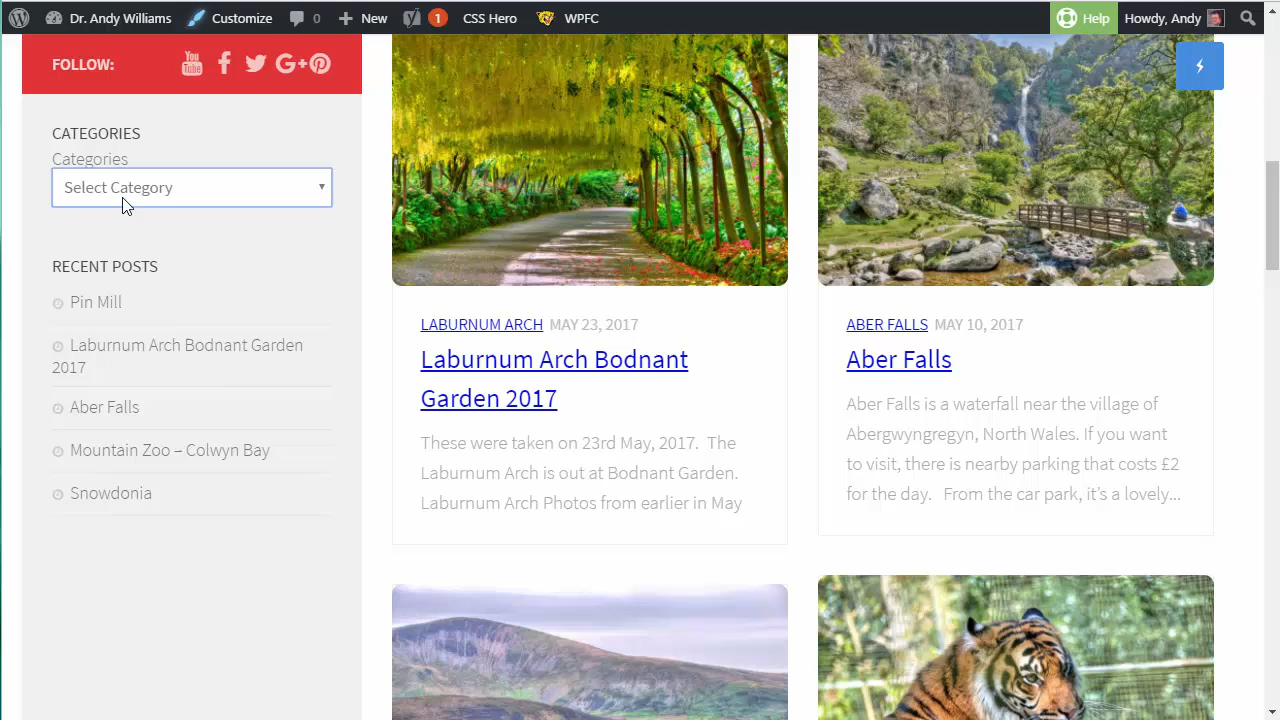 Dr. Andy Williams Customize 0 New 1 CSS Hero WPFC Help Howdy, Andy
FOLLOW: You Tube G+
CATEGORIES
Categories
Select Category
RECENT POSTS
Pin Mill
Laburnum Arch Bodnant Garden
2017
Aber Falls
Mountain Zoo – Colwyn Bay
Snowdonia
LABURNUM ARCH MAY 23, 2017
Laburnum Arch Bodnant
Garden 2017
These were taken on 23rd May, 2017. The
Laburnum Arch is out at Bodnant Garden.
Laburnum Arch Photos from earlier in May
ABER FALLS MAY 10, 2017
Aber Falls
Aber Falls is a waterfall near the village of
Abergwyngregyn, North Wales. If you want
to visit, there is nearby parking that costs £2
for the day. From the car park, it’s a lovely...